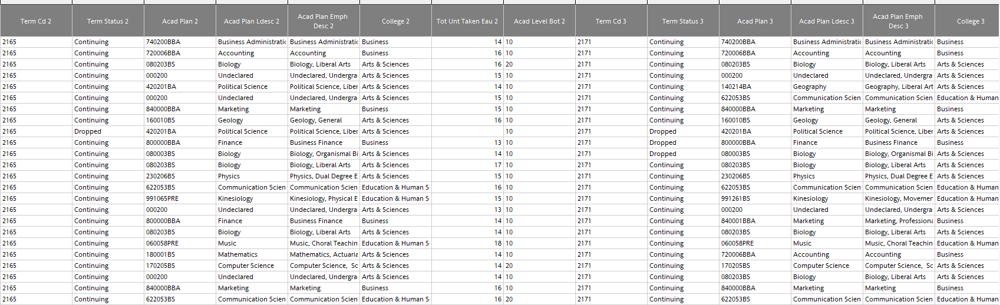 Term Cd 2 Term Status 2 Acad Plan 2 Acad Plan Ldesc 2 Acad Plan Emph Desc 2 College 2 Tot Unt Taken Eau 2 Acad Level Bot 2 Term Cd 3 Term Status 3 Acad Plan 3 Acad Plan Ldesc 3 Acad Plan Emph Desc 3 College 3
2165 Continuing 740200BBA Business Administratic Business Administratic Business 14 10 2171 Continuing 740200BBA Business Administratic Business Administratic Business
2165 Continuing 720006BBA Accounting Accounting Business 16 10 2171 Continuing 720006BBA Accounting Accounting Business
2165 Continuing 080203BS Biology Biology, Liberal Arts Arts & Sciences 16 20 2171 Continuing 080203BS Biology Biology, Liberal Arts Arts & Sciences
2165 Continuing 000200 Undeclared Undeclared, Undergra Arts & Sciences 15 10 2171 Continuing 000200 Undeclared Undeclared, Undergra Arts & Sciences
2165 Continuing 420201BA Political Science Political Science, Liber Arts & Sciences 14 10 2171 Continuing 140214BA Geography Geography, Liberal Art Arts & Sciences
2165 Continuing 000200 Undeclared Undeclared, Undergra Arts & Sciences 15 10 2171 Continuing 622053BS Communication Scien Communication Scien Education & Human
2165 Continuing 840000BBA Marketing Marketing Business 15 10 2171 Continuing 840000BBA Marketing Marketing Business
2165 Continuing 160010BS Geology Geology, General Arts & Sciences 16 10 2171 Continuing 160010BS Geology Geology, General Arts & Sciences
2165 Dropped 420201BA Political Science Political Science, Liber Arts & Sciences 10 2171 Dropped 420201BA Political Science Political Science, Liber Arts & Sciences
2165 Continuing 800000BBA Finance Business Finance Business 13 10 2171 Dropped 800000BBA Finance Business Finance Business
2165 Continuing 080003BS Biology Biology, Organismal Bi Arts & Sciences 14 10 2171 Dropped 080003BS Biology Biology, Organismal Bi Arts & Sciences
2165 Continuing 080203BS Biology Biology, Liberal Arts Arts & Sciences 17 10 2171 Continuing 080203BS Biology Biology, Liberal Arts Arts & Sciences
2165 Continuing 230206BS Physics Physics, Dual Degree E Arts & Sciences 15 10 2171 Continuing 230206BS Physics Physics, Dual Degree E Arts & Sciences
2165 Continuing 622053BS Communication Scien Communication Scien Education & Human S 16 10 2171 Continuing 622053BS Communication Scien Communication Scien Education & Human
2165 Continuing 991065PRE Kinesiology Kinesiology, Physical E Education & Human S 15 10 2171 Continuing 991261BS Kinesiology Kinesiology, Movemen Education & Human
2165 Continuing 000200 Undeclared Undeclared, Undergra Arts & Sciences 13 10 2171 Continuing 000200 Undeclared Undeclared, Undergra Arts & Sciences
2165 Continuing 800000BBA Finance Business Finance Business 14 10 2171 Continuing 840001BBA Marketing Marketing, Professiona Business
2165 Continuing 080203BS Biology Biology, Liberal Arts Arts & Sciences 14 10 2171 Continuing 080203BS Biology Biology, Liberal Arts Arts & Sciences
2165 Continuing 060058PRE Music Music, Choral Teachin Education & Human S 18 10 2171 Continuing 060058PRE Music Music, Choral Teachin Education & Human
2165 Continuing 180001BS Mathematics Mathematics, Actuaria Arts & Sciences 14 10 2171 Continuing 720006BBA Accounting Accounting Business
2165 Continuing 170205BS Computer Science Computer Science, Sc Arts & Sciences 14 20 2171 Continuing 170205BS Computer Science Computer Science, Sc Arts & Sciences
2165 Continuing 000200 Undeclared Undeclared, Undergra Arts & Sciences 14 10 2171 Continuing 080203BS Biology Biology, Liberal Arts Arts & Sciences
2165 Continuing 840000BBA Marketing Marketing Business 16 10 2171 Continuing 840000BBA Marketing Marketing Business
2165 Continuing 622053BS Communication Scien Communication Scien Education & Human S 16 20 2171 Continuing 622053BS Communication Scien Communication Scien Education & Human